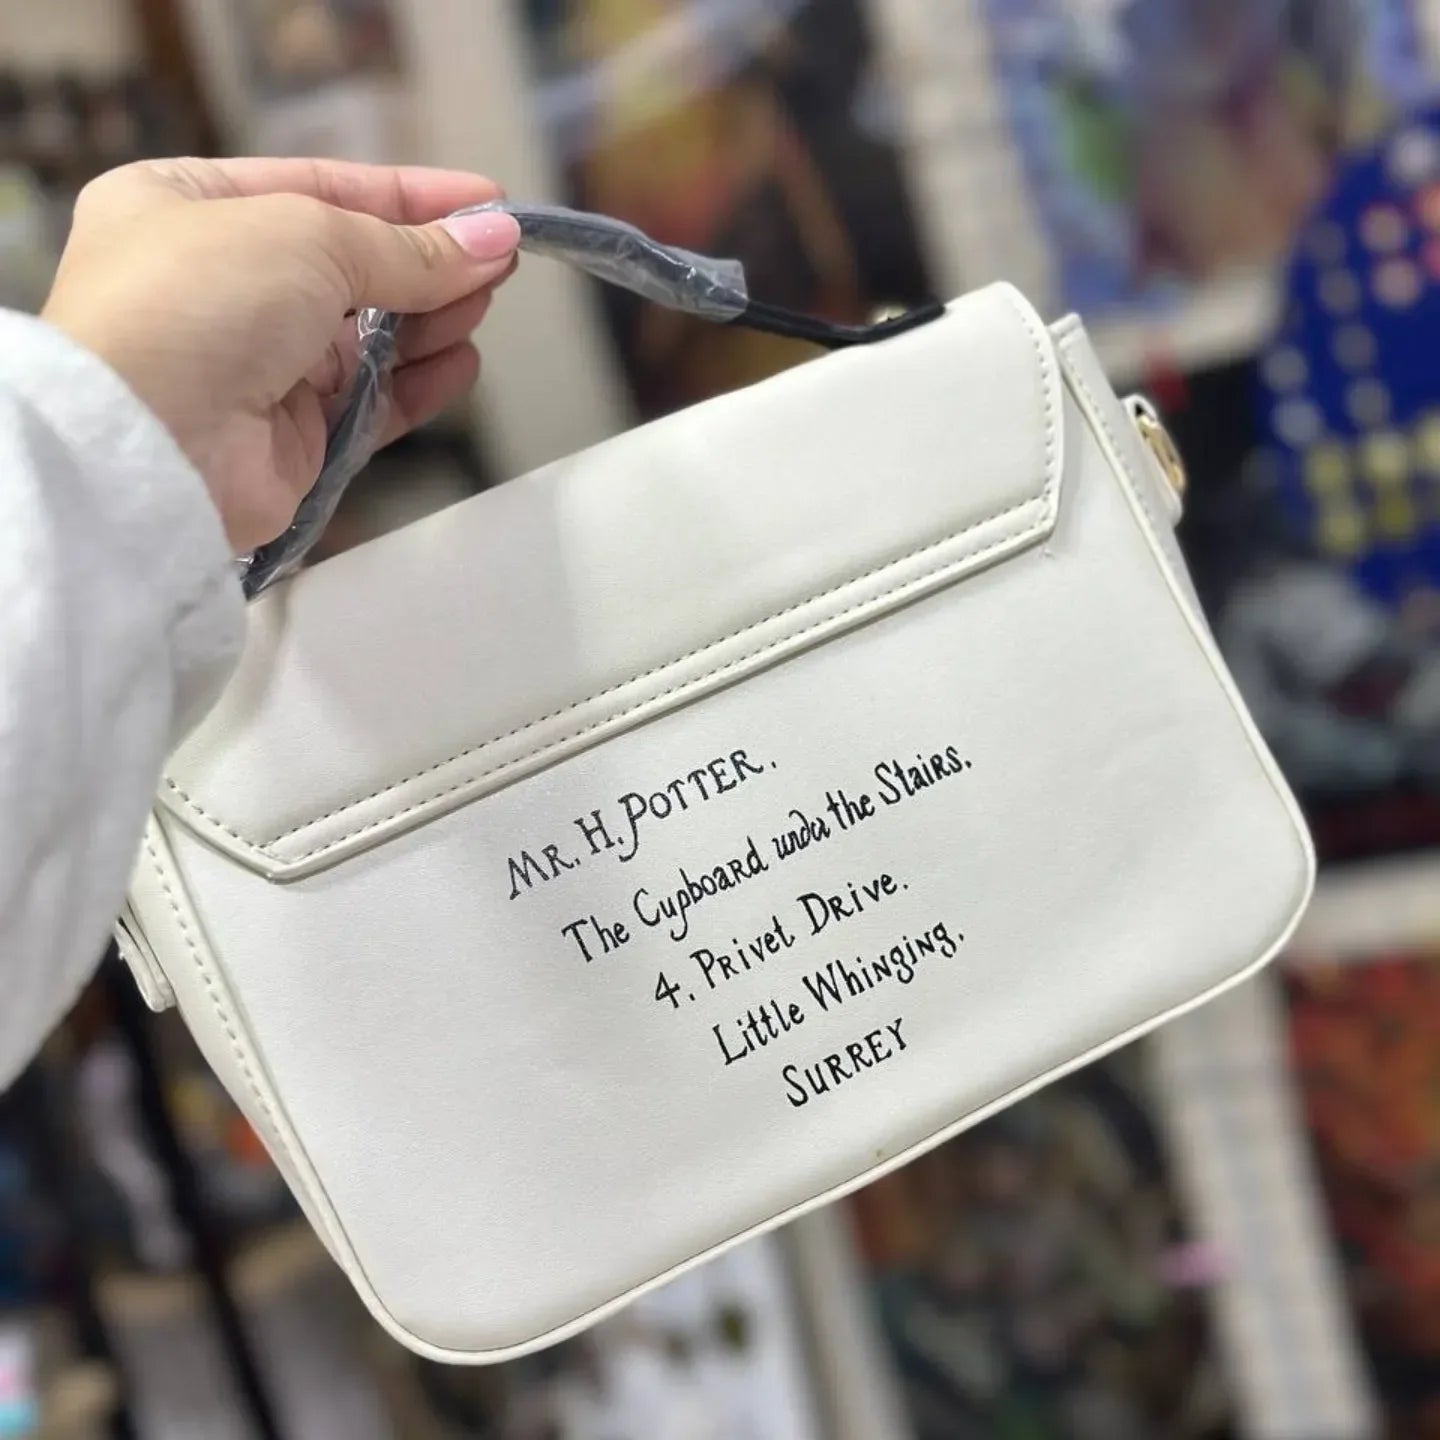 MR. H. POTTER.
The Cupboard under the Stairs.
4. Privet Drive.
Little Whinging.
SURREY